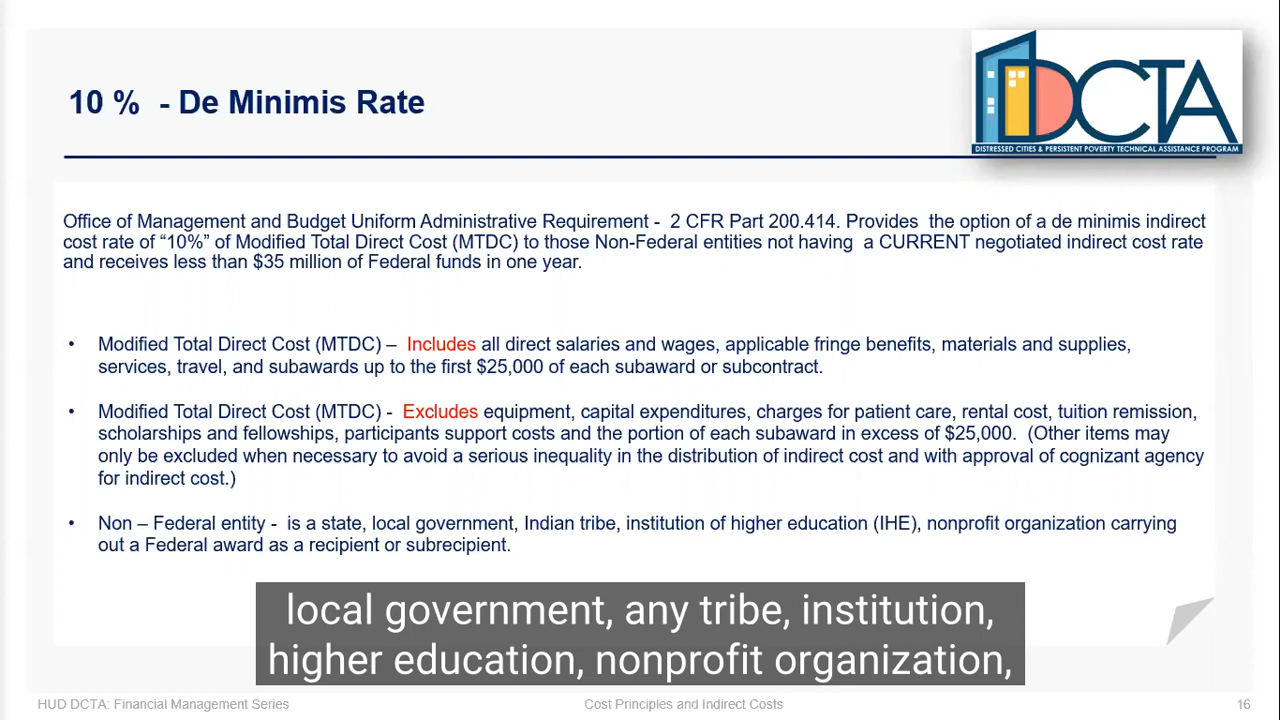 DCTA
DISTRESSED CITIES & PERSISTENT POVERTY TECHNICAL ASSISTANCE PROGRAM
10 %  - De Minimis Rate
Office of Management and Budget Uniform Administrative Requirement -  2 CFR Part 200.414. Provides  the option of a de minimis indirect
cost rate of “10%” of Modified Total Direct Cost (MTDC) to those Non-Federal entities not having  a CURRENT negotiated indirect cost rate
and receives less than $35 million of Federal funds in one year.
• Modified Total Direct Cost (MTDC) –  Includes all direct salaries and wages, applicable fringe benefits, materials and supplies,
services, travel, and subawards up to the first $25,000 of each subaward or subcontract.
• Modified Total Direct Cost (MTDC) -  Excludes equipment, capital expenditures, charges for patient care, rental cost, tuition remission,
scholarships and fellowships, participants support costs and the portion of each subaward in excess of $25,000.  (Other items may
only be excluded when necessary to avoid a serious inequality in the distribution of indirect cost and with approval of cognizant agency
for indirect cost.)
• Non – Federal entity -  is a state, local government, Indian tribe, institution of higher education (IHE), nonprofit organization carrying
out a Federal award as a recipient or subrecipient.
local government, any tribe, institution,
higher education, nonprofit organization,
HUD DCTA: Financial Management Series
Cost Principles and Indirect Costs
16